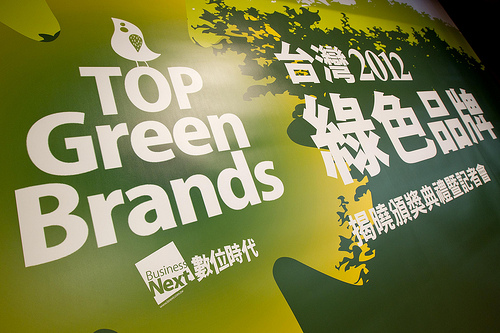 TOP
Green
Brands
Business
Next 數位時代
台灣2012
綠色品牌
揭曉頒獎典禮暨記者會